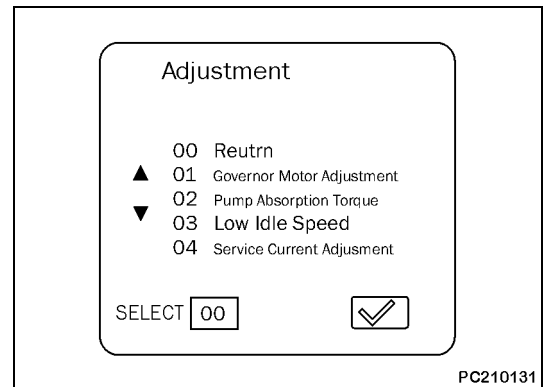 Adjustment
00 Reutrn
01 Governor Motor Adjustment
02 Pump Absorption Torque
03 Low Idle Speed
04 Service Current Adjusment
SELECT 00
PC210131